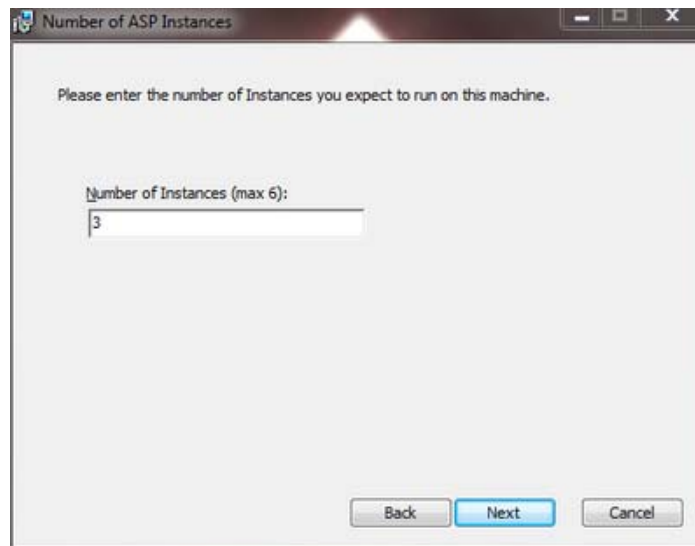 Number of ASP Instances
Please enter the number of Instances you expect to run on this machine.
Number of Instances (max 6):
3
Back Next Cancel